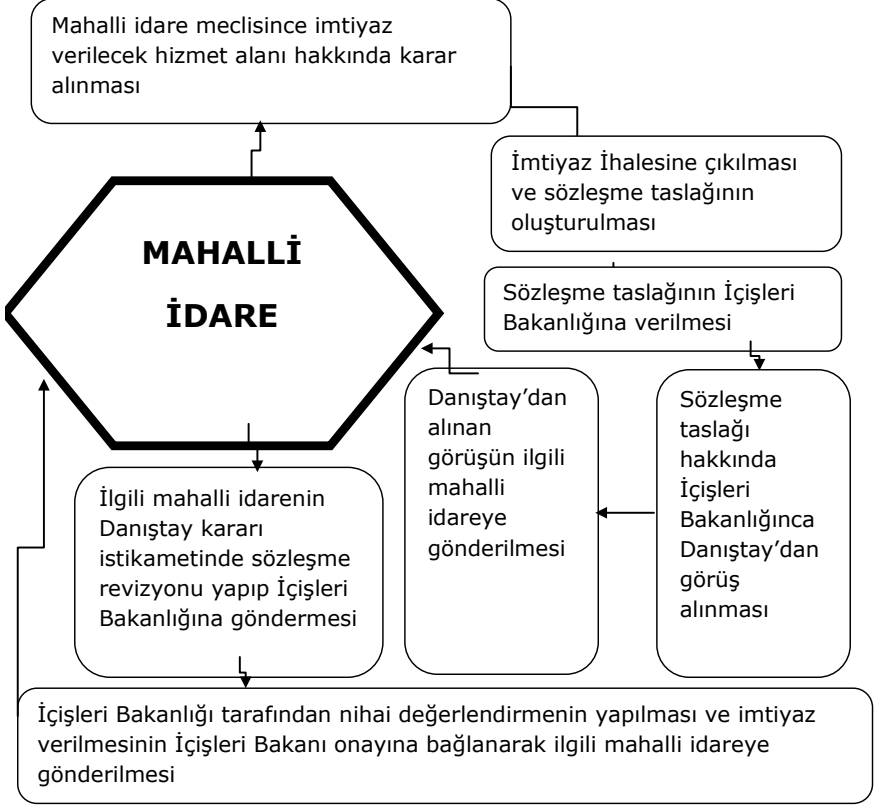 Mahalli idare meclisince imtiyaz
verilecek hizmet alanı hakkında karar
alınması
İmtiyaz İhalesine çıkılması
ve sözleşme taslağının
oluşturulması
MAHALLİ
İDARE
Sözleşme taslağının İçişleri
Bakanlığına verilmesi
Danıştay’dan
alınan
görüşün ilgili
mahalli
idareye
gönderilmesi
Sözleşme
taslağı
hakkında
İçişleri
Bakanlığınca
Danıştay’dan
görüş
alınması
İlgili mahalli idarenin
Danıştay kararı
istikametinde sözleşme
revizyonu yapıp İçişleri
Bakanlığına göndermesi
İçişleri Bakanlığı tarafından nihai değerlendirmenin yapılması ve imtiyaz
verilmesinin İçişleri Bakanı onayına bağlanarak ilgili mahalli idareye
gönderilmesi